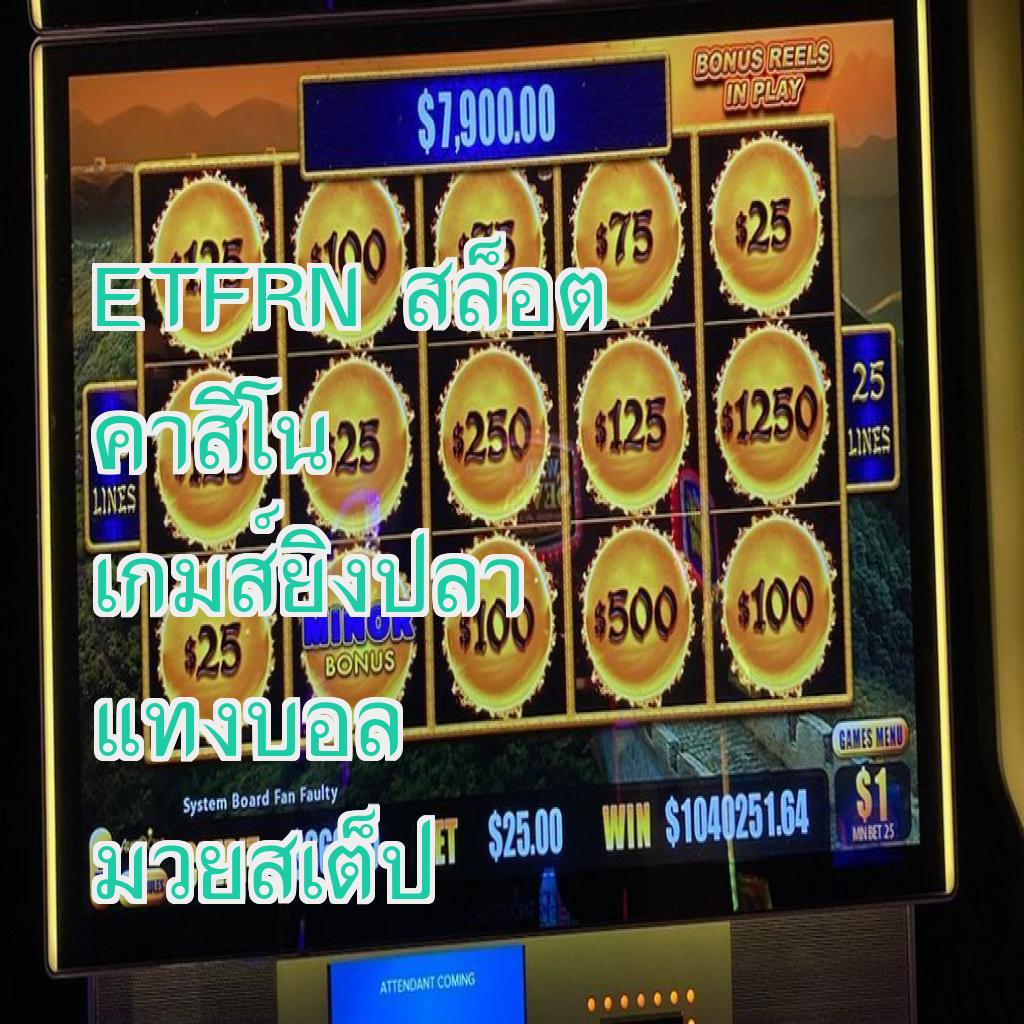 BONUS REELS
IN PLAY
$7,900.00
$125 $100 $75 $75 $25
ETFRN สล็อต
คาสิโน
$25 $250 $125 $1250
25
LINES
LINES
เกมส์ยิงปลา
$25 MINOR BONUS $100 $500 $100
แทงบอล
GAMES MENU
System Board Fan Faulty
$1
MIN BET 25
$25.00 WIN $1040251.64
มวยสเต็ป
ATTENDANT COMING